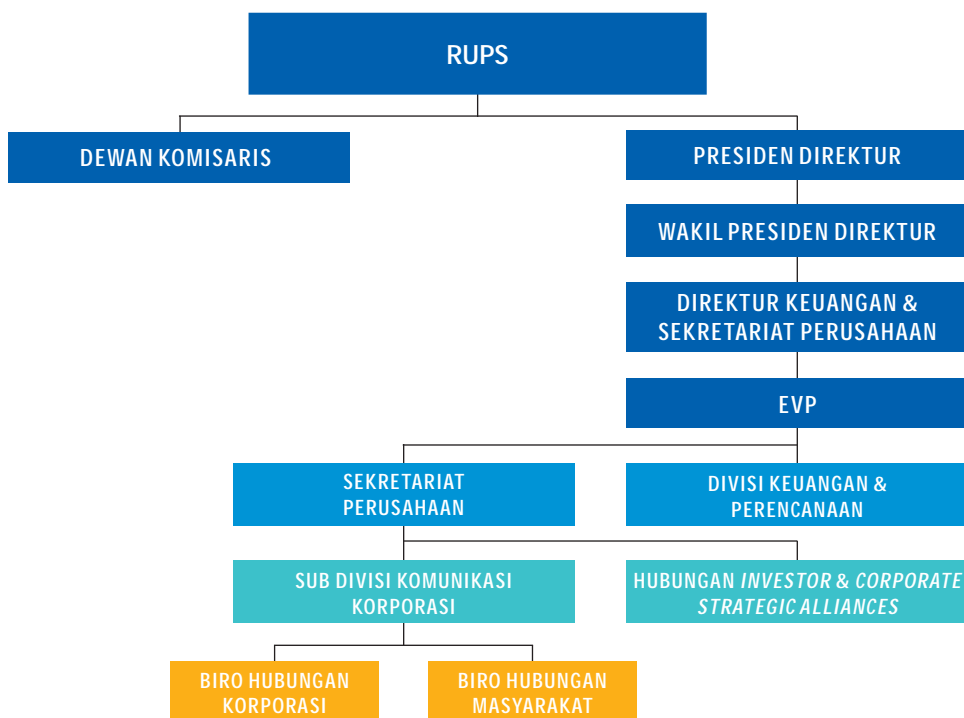 RUPS
DEWAN KOMISARIS
PRESIDEN DIREKTUR
WAKIL PRESIDEN DIREKTUR
DIREKTUR KEUANGAN &
SEKRETARIAT PERUSAHAAN
EVP
SEKRETARIAT
PERUSAHAAN
DIVISI KEUANGAN &
PERENCANAAN
SUB DIVISI KOMUNIKASI
KORPORASI
HUBUNGAN INVESTOR & CORPORATE
STRATEGIC ALLIANCES
BIRO HUBUNGAN
KORPORASI
BIRO HUBUNGAN
MASYARAKAT